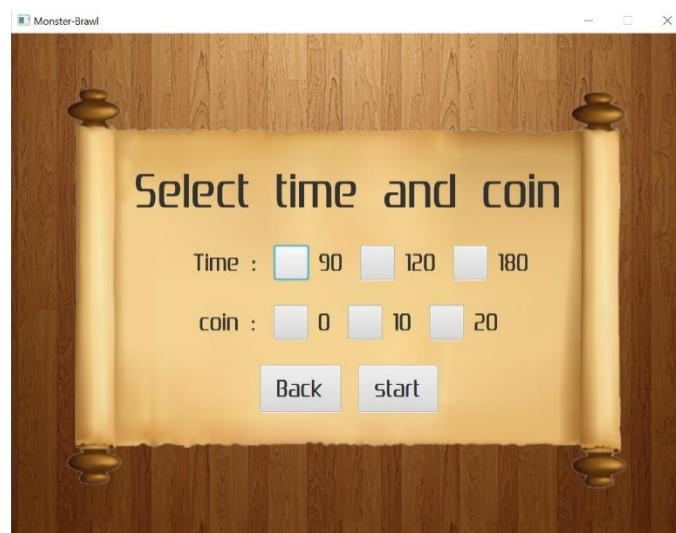 Monster-Brawl
Select time and coin
Time : 90 120 180
coin : 0 10 20
Back start